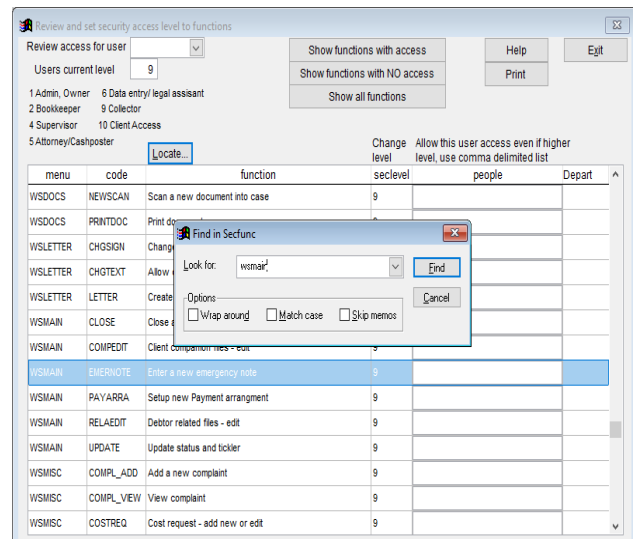 Review and set security access level to functions
Review access for user
Show functions with access
Help
Exit
Users current level 9
Show functions with NO access
Print
1 Admin, Owner 6 Data entry/ legal assisant
Show all functions
2 Bookkeeper 9 Collector
4 Supervisor 10 Client Access
5 Attorney/Cashposter
Locate...
Change level
Allow this user access even if higher
level, use comma delimited list
menu code function seclevel people Depart
WSDOCS NEWSCAN Scan a new document into case 9
WSDOCS PRINTDOC Print
WSLETTER CHGSIGN
WSLETTER CHGTEXT Allow
WSLETTER LETTER Create
WSMAIN CLOSE Close
WSMAIN COMPEDIT Client companion files - edit 9
WSMAIN EMERNOTE Enter a new emergency note 9
WSMAIN PAYARRA Setup new Payment arrangment 9
WSMAIN RELAEDIT Debtor related files - edit 9
WSMAIN UPDATE Update status and tickler 9
WSMISC COMPL_ADD Add a new complaint 9
WSMISC COMPL_VIEW View complaint 9
WSMISC COSTREQ Cost request - add new or edit 9
Find in Secfunc
Look for:
Find
Options
Wrap around Match case Skip memos
Cancel